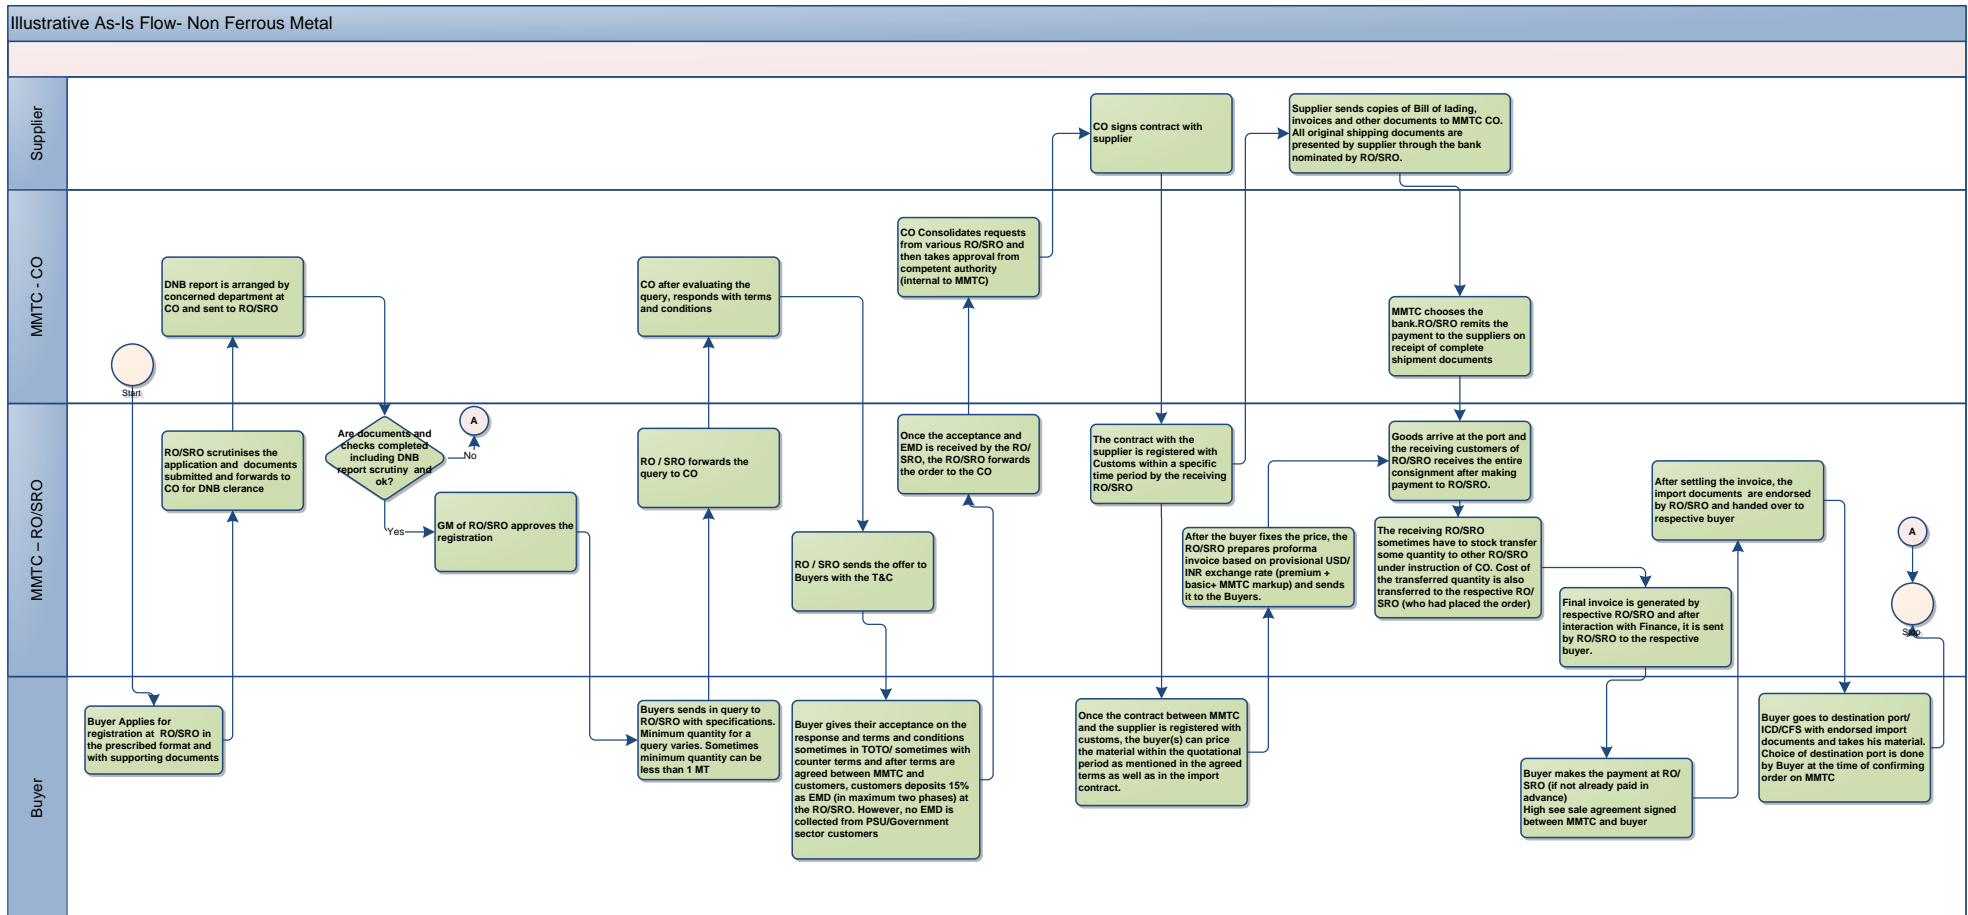 Illustrative As-Is Flow- Non Ferrous Metal
Supplier
CO signs contract with
supplier
Supplier sends copies of Bill of lading,
invoices and other documents to MMTC CO.
All original shipping documents are
presented by supplier through the bank
nominated by RO/SRO.
MMTC - CO
Start
DNB report is arranged by
concerned department at
CO and sent to RO/SRO
CO after evaluating the
query, responds with terms
and conditions
CO Consolidates requests
from various RO/SRO and
then takes approval from
competent authority
(internal to MMTC)
MMTC chooses the
bank.RO/SRO remits the
payment to the suppliers on
receipt of complete
shipment documents
MMTC – RO/SRO
RO/SRO scrutinises the
application and documents
submitted and forwards to
CO for DNB clerance
Are documents and
checks completed
including DNB
report scrutiny and
ok?
A
No
Yes
GM of RO/SRO approves the
registration
RO / SRO forwards the
query to CO
RO / SRO sends the offer to
Buyers with the T&C
Once the acceptance and
EMD is received by the RO/
SRO, the RO/SRO forwards
the order to the CO
The contract with the
supplier is registered with
Customs within a specific
time period by the receiving
RO/SRO
After the buyer fixes the price, the
RO/SRO prepares proforma
invoice based on provisional USD/
INR exchange rate (premium +
basic+ MMTC markup) and sends
it to the Buyers.
Goods arrive at the port and
the receiving customers of
RO/SRO receives the entire
consignment after making
payment to RO/SRO.
The receiving RO/SRO
sometimes have to stock transfer
some quantity to other RO/SRO
under instruction of CO. Cost of
the transferred quantity is also
transferred to the respective RO/
SRO (who had placed the order)
Final invoice is generated by
respective RO/SRO and after
interaction with Finance, it is sent
by RO/SRO to the respective
buyer.
After settling the invoice, the
import documents are endorsed
by RO/SRO and handed over to
respective buyer
A
Stop
Buyer
Buyer Applies for
registration at RO/SRO in
the prescribed format and
with supporting documents
Buyers sends in query to
RO/SRO with specifications.
Minimum quantity for a
query varies. Sometimes
minimum quantity can be
less than 1 MT
Buyer gives their acceptance on the
response and terms and conditions
sometimes in TOTO/ sometimes with
counter terms and after terms are
agreed between MMTC and
customers, customers deposits 15%
as EMD (in maximum two phases) at
the RO/SRO. However, no EMD is
collected from PSU/Government
sector customers
Once the contract between MMTC
and the supplier is registered with
customs, the buyer(s) can price
the material within the quotational
period as mentioned in the agreed
terms as well as in the import
contract.
Buyer makes the payment at RO/
SRO (if not already paid in
advance)
High see sale agreement signed
between MMTC and buyer
Buyer goes to destination port/
ICD/CFS with endorsed import
documents and takes his material.
Choice of destination port is done
by Buyer at the time of confirming
order on MMTC